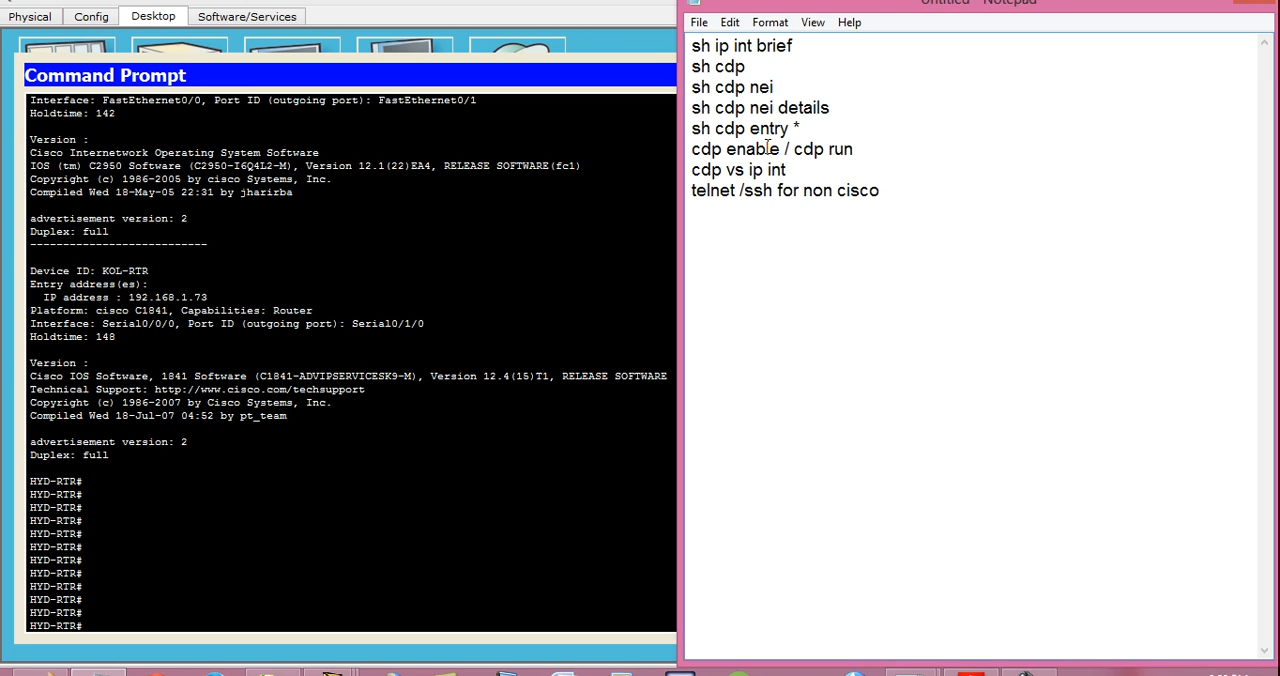 Untitled - Notepad
Physical Config Desktop Software/Services
File Edit Format View Help
Command Prompt
Interface: FastEthernet0/0, Port ID (outgoing port): FastEthernet0/1
Holdtime: 142
Version :
Cisco Internetwork Operating System Software
IOS (tm) C2950 Software (C2950-I6Q4L2-M), Version 12.1(22)EA4, RELEASE SOFTWARE(fc1)
Copyright (c) 1986-2005 by cisco Systems, Inc.
Compiled Wed 18-May-05 22:31 by jharirba
advertisement version: 2
Duplex: full
---------------------------
Device ID: KOL-RTR
Entry address(es):
IP address : 192.168.1.73
Platform: cisco C1841, Capabilities: Router
Interface: Serial0/0/0, Port ID (outgoing port): Serial0/1/0
Holdtime: 148
Version :
Cisco IOS Software, 1841 Software (C1841-ADVIPSERVICESK9-M), Version 12.4(15)T1, RELEASE SOFTWARE
Technical Support: http://www.cisco.com/techsupport
Copyright (c) 1986-2007 by Cisco Systems, Inc.
Compiled Wed 18-Jul-07 04:52 by pt_team
advertisement version: 2
Duplex: full
HYD-RTR#
HYD-RTR#
HYD-RTR#
HYD-RTR#
HYD-RTR#
HYD-RTR#
HYD-RTR#
HYD-RTR#
HYD-RTR#
HYD-RTR#
HYD-RTR#
HYD-RTR#
sh ip int brief
sh cdp
sh cdp nei
sh cdp nei details
sh cdp entry *
cdp enable / cdp run
cdp vs ip int
telnet /ssh for non cisco